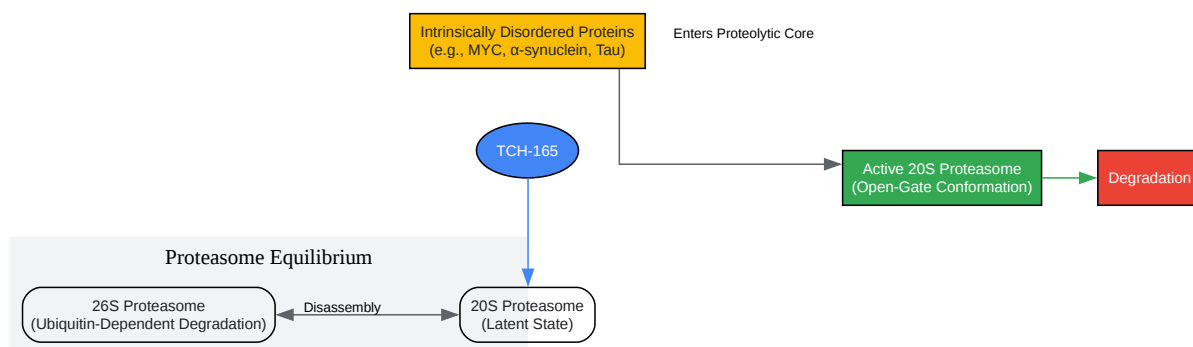 Intrinsically Disordered Proteins
(e.g., MYC, α-synuclein, Tau)
Enters Proteolytic Core
TCH-165
Active 20S Proteasome
(Open-Gate Conformation)
Degradation
Proteasome Equilibrium
26S Proteasome
(Ubiquitin-Dependent Degradation)
Disassembly
20S Proteasome
(Latent State)